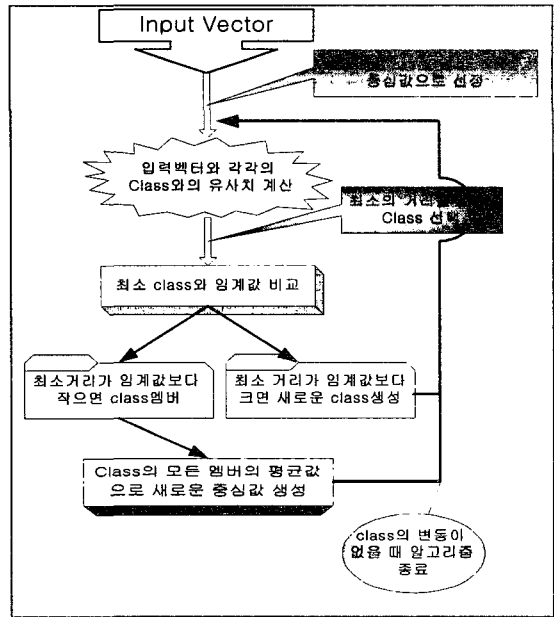 Input Vector
중심값으로 선정
입력벡터와 각각의
Class와의 유사치 계산
최소의 거리
Class 선택
최소 class와 임계값 비교
최소거리가 임계값보다
작으면 class멤버
최소 거리가 임계값보다
크면 새로운 class생성
Class의 모든 멤버의 평균값
으로 새로운 중심값 생성
class의 변동이
없을 때 알고리즘
종료